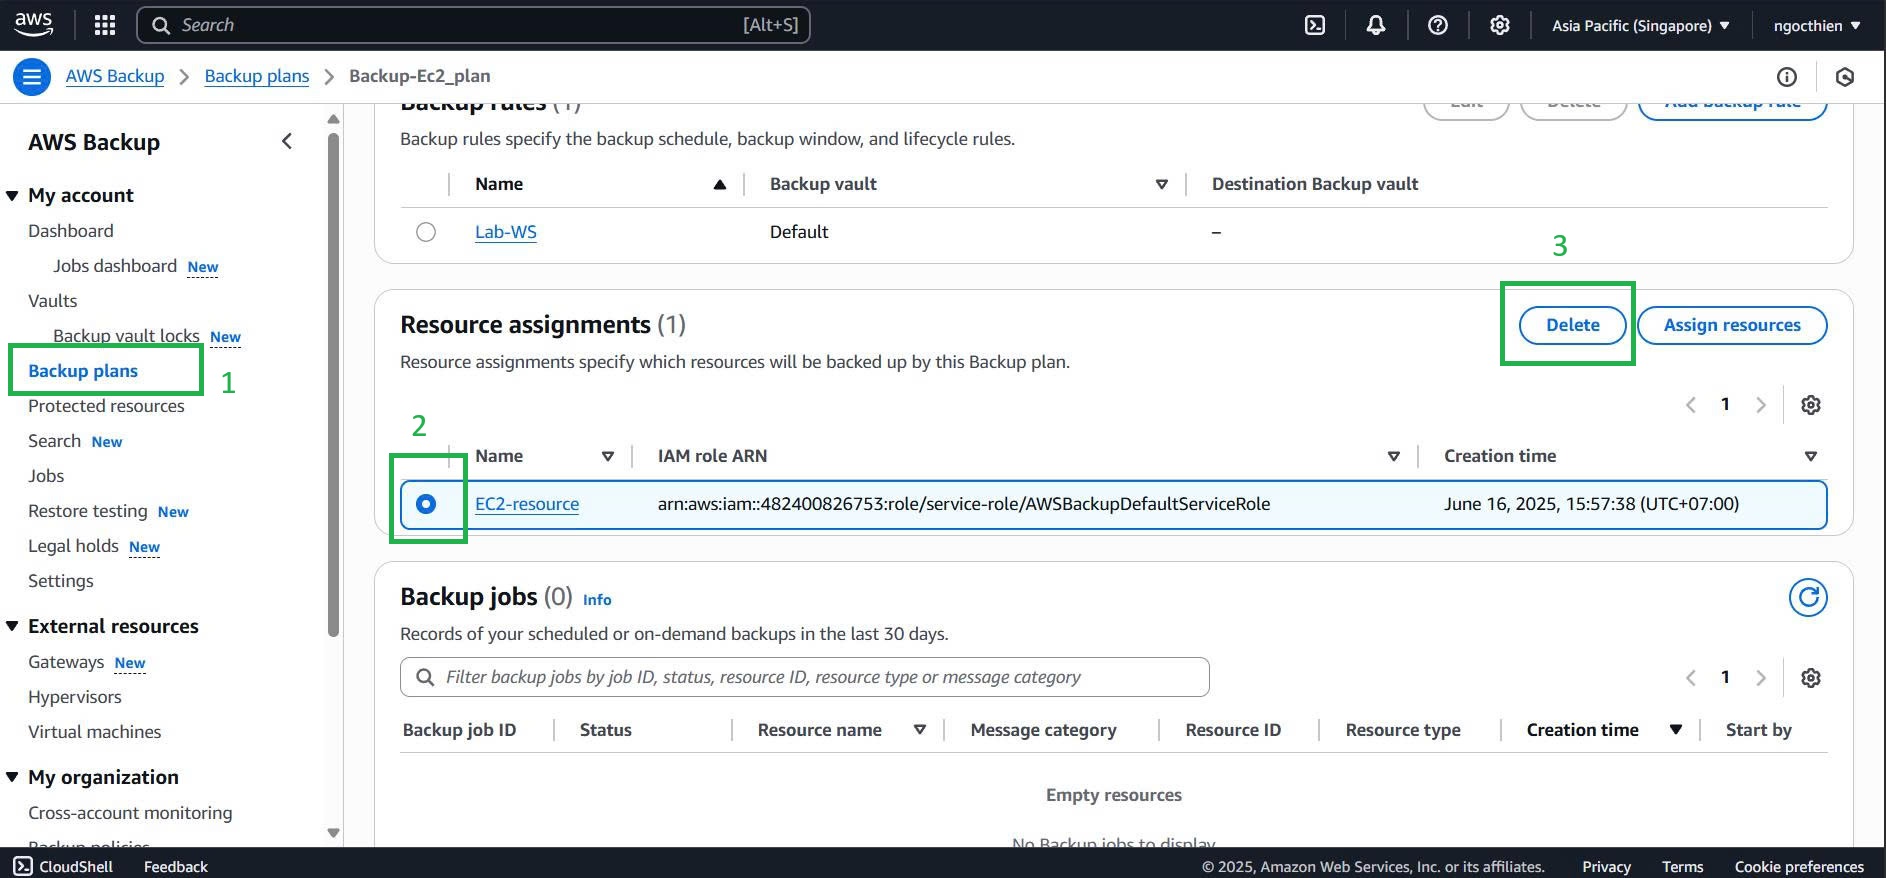 aws
Search
[Alt+S]
Asia Pacific (Singapore)
ngocthien
AWS Backup
Backup plans
Backup-Ec2_plan
AWS Backup
My account
Dashboard
Jobs dashboard New
Vaults
Backup vault locks New
Backup plans
1
Protected resources
Search New
Jobs
Restore testing New
Legal holds New
Settings
External resources
Gateways New
Hypervisors
Virtual machines
My organization
Cross-account monitoring
Backup policies
Backup rules (1)
Edit
Delete
Add backup rule
Backup rules specify the backup schedule, backup window, and lifecycle rules.
Name Backup vault Destination Backup vault
Lab-WS Default –
3
Resource assignments (1)
Delete
Assign resources
Resource assignments specify which resources will be backed up by this Backup plan.
1
2
Name IAM role ARN Creation time
EC2-resource arn:aws:iam::482400826753:role/service-role/AWSBackupDefaultServiceRole June 16, 2025, 15:57:38 (UTC+07:00)
Backup jobs (0) Info
Records of your scheduled or on-demand backups in the last 30 days.
Filter backup jobs by job ID, status, resource ID, resource type or message category
1
Backup job ID Status Resource name Message category Resource ID Resource type Creation time Start by
Empty resources
No Backup jobs to display
CloudShell
Feedback
© 2025, Amazon Web Services, Inc. or its affiliates.
Privacy
Terms
Cookie preferences